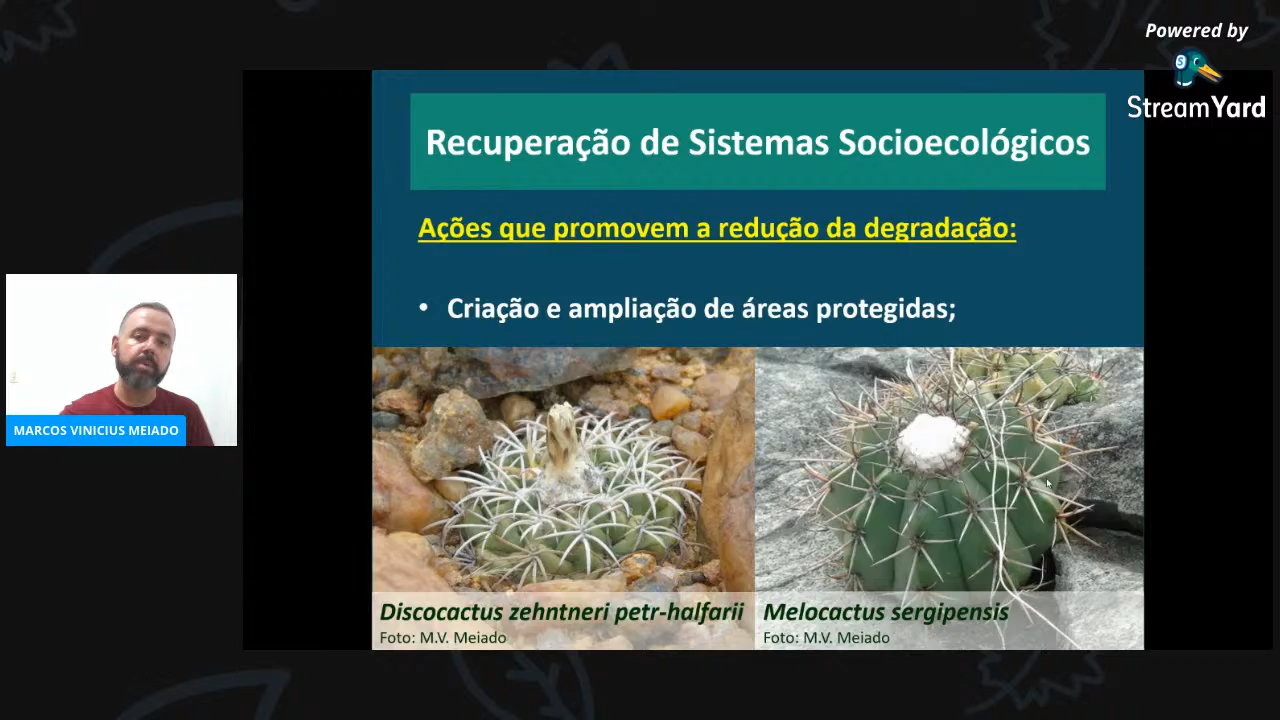 Powered by
StreamYard
Recuperação de Sistemas Socioecológicos
Ações que promovem a redução da degradação:
• Criação e ampliação de áreas protegidas;
MARCOS VINICIUS MEIADO
Discocactus zehntneri petr-halfarii
Foto: M.V. Meiado
Melocactus sergipensis
Foto: M.V. Meiado